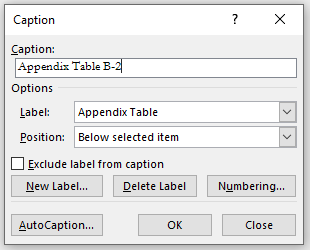 Caption ? ×
Caption:
Appendix Table B-2
Options
Label: Appendix Table
Position: Below selected item
Exclude label from caption
New Label... Delete Label Numbering...
AutoCaption... OK Close